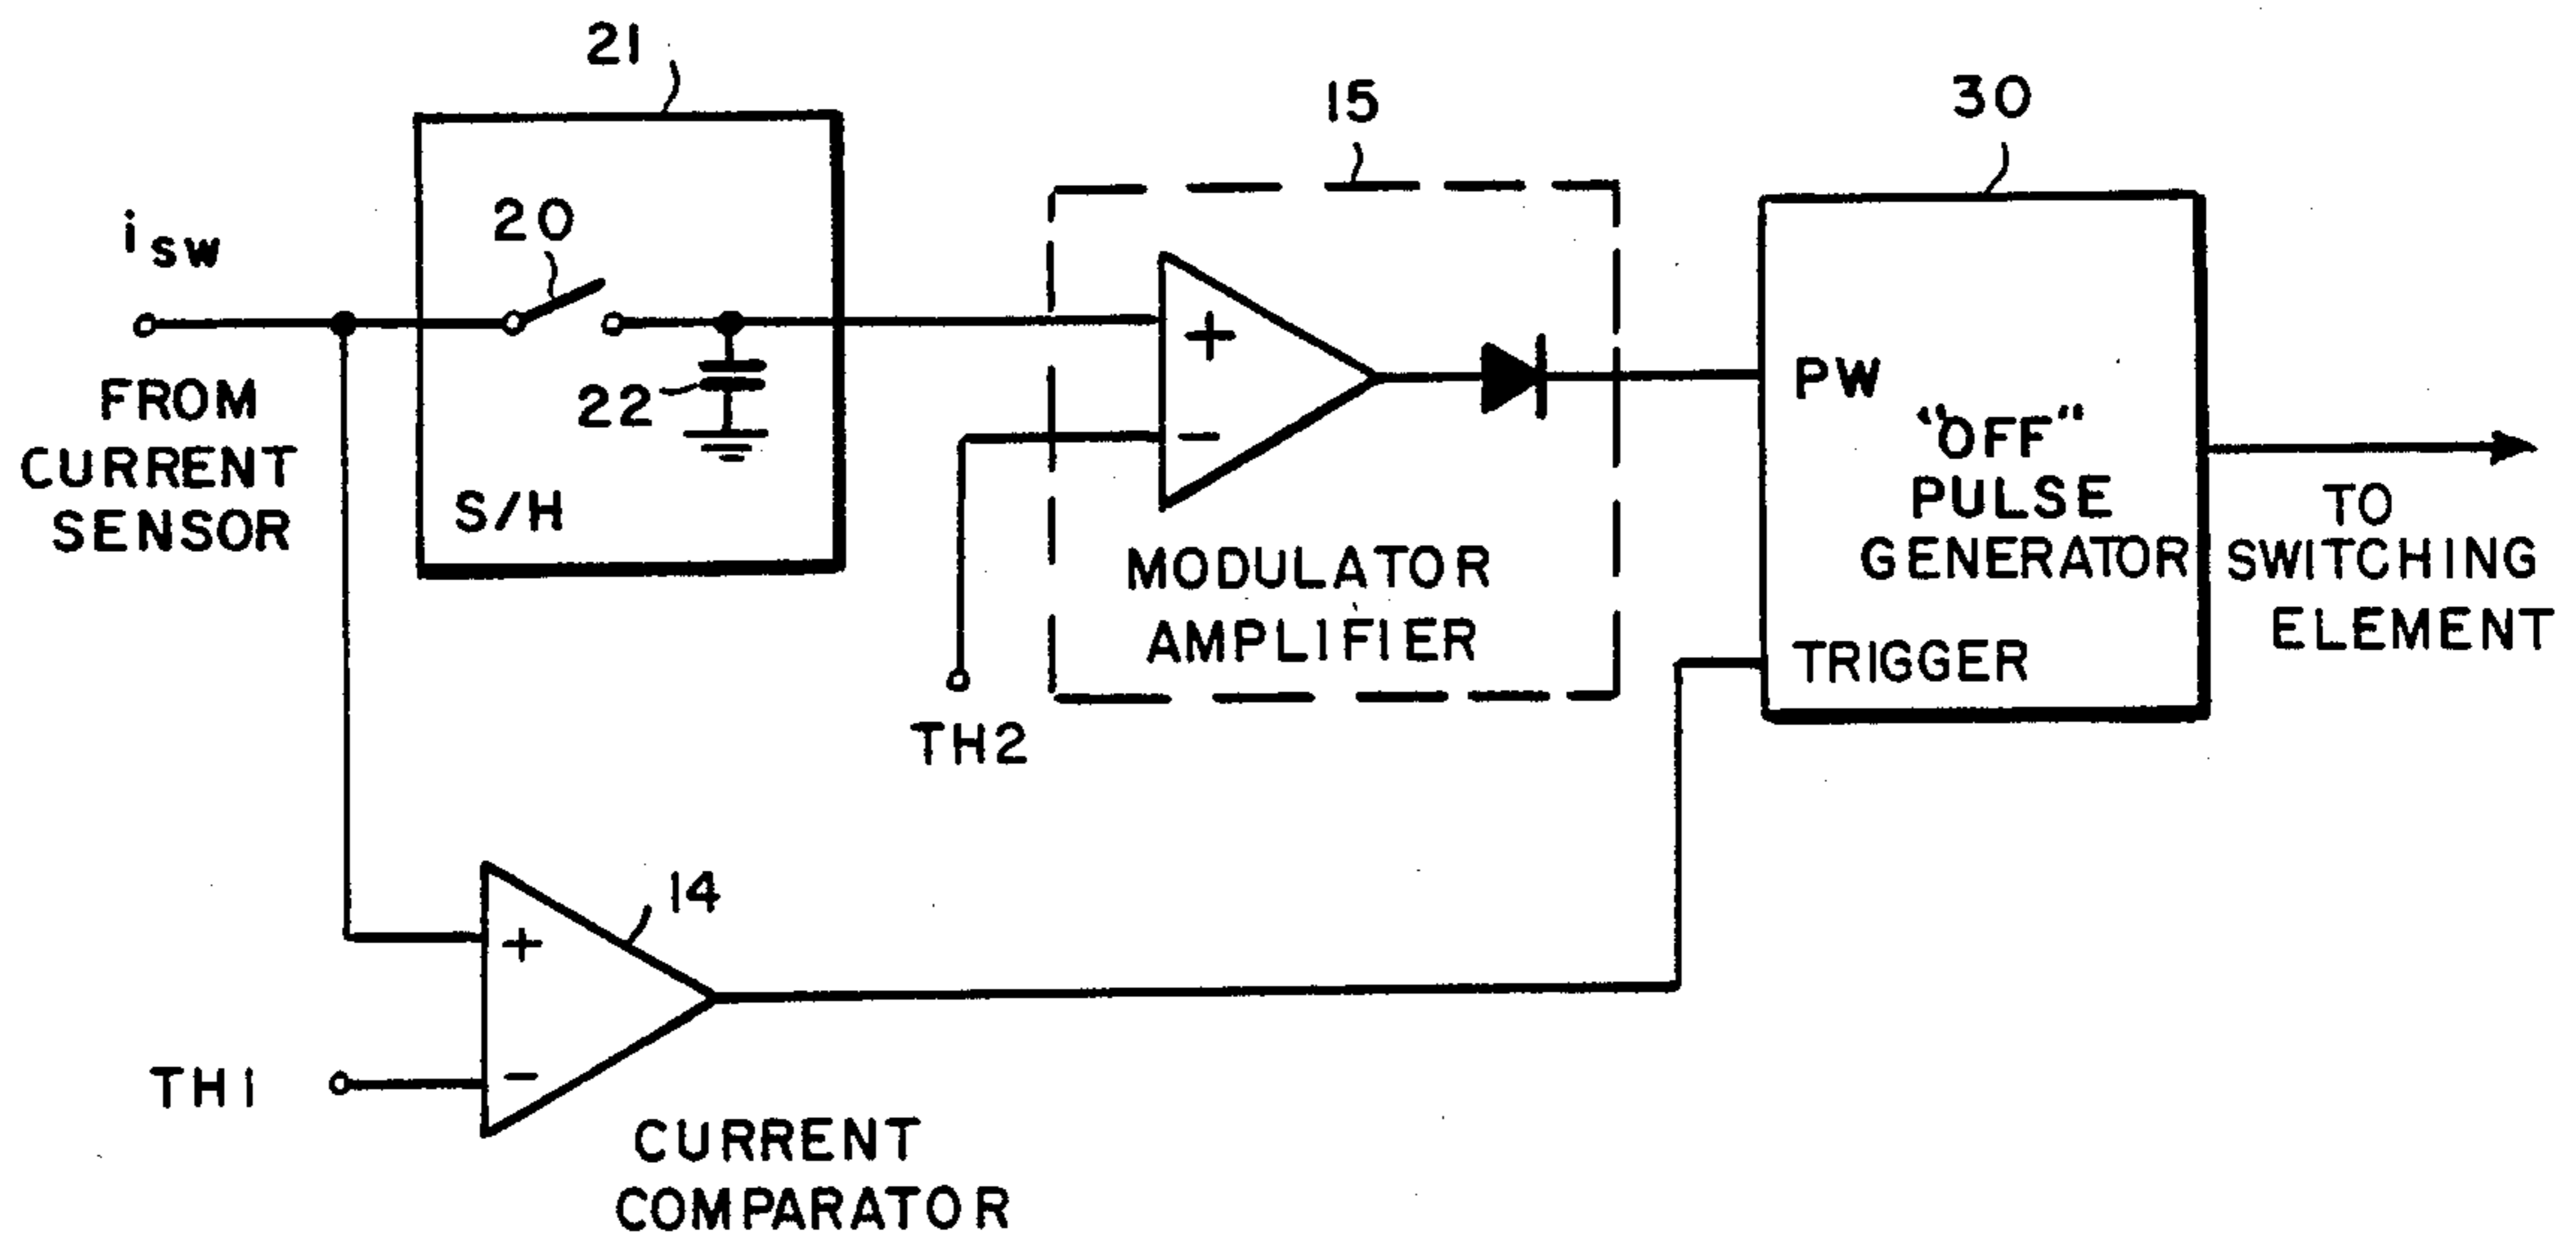 21
15
30
20
isw
FROM
CURRENT
SENSOR
22
S/H
+
−
MODULATOR
AMPLIFIER
TH2
PW
"OFF"
PULSE
GENERATOR
TRIGGER
TO
SWITCHING
ELEMENT
14
+
−
TH1
CURRENT
COMPARATOR